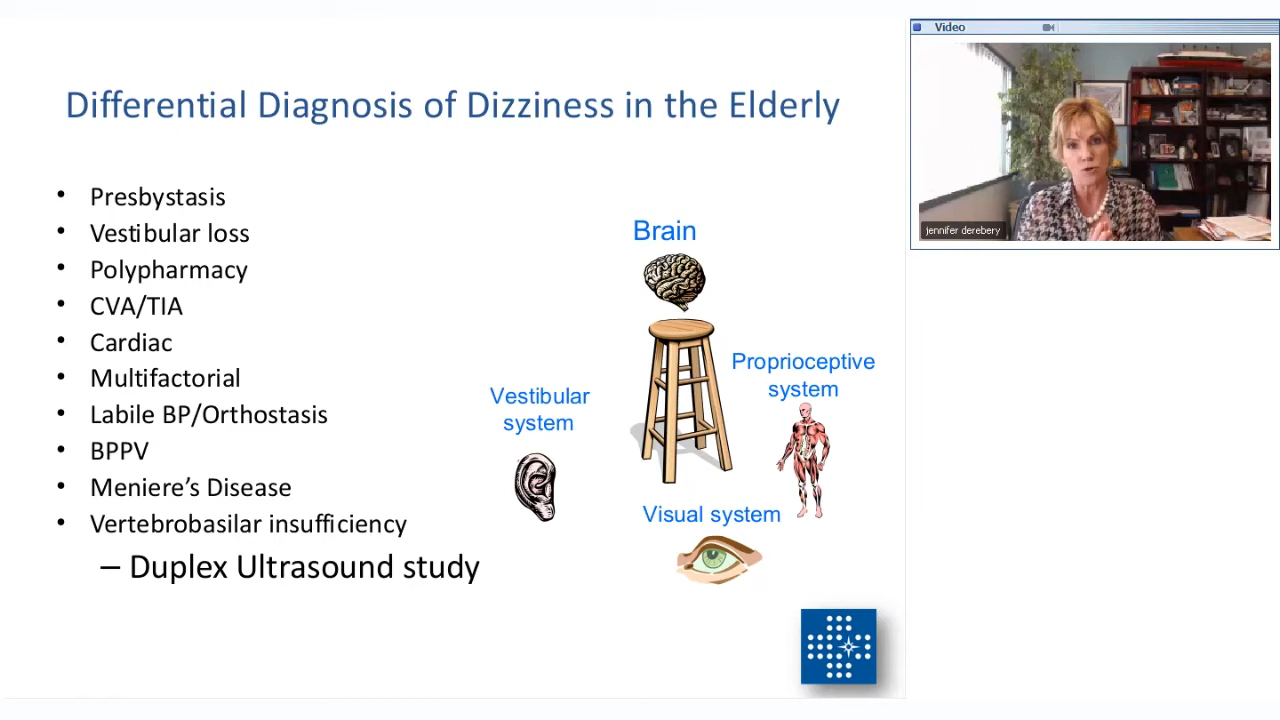 Differential Diagnosis of Dizziness in the Elderly
• Presbystasis
• Vestibular loss
• Polypharmacy
• CVA/TIA
• Cardiac
• Multifactorial
• Labile BP/Orthostasis
• BPPV
• Meniere’s Disease
• Vertebrobasilar insufficiency
– Duplex Ultrasound study
Brain
Proprioceptive
system
Vestibular
system
Visual system
Video
jennifer derebery